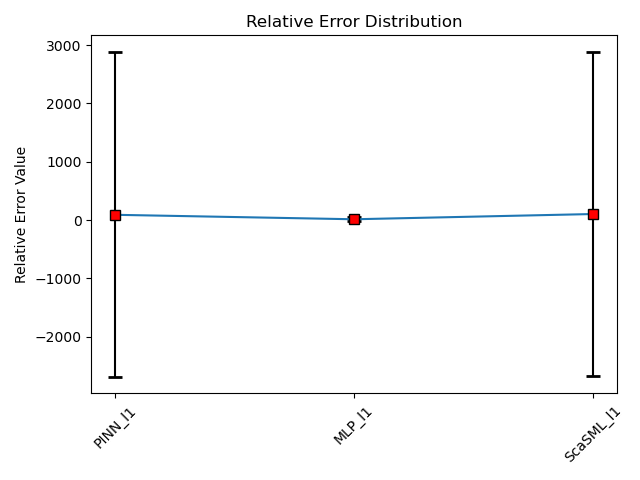 Relative Error Distribution
Relative Error Value
3000
2000
1000
0
−1000
−2000
PINN_l1
MLP_l1
ScaSML_l1